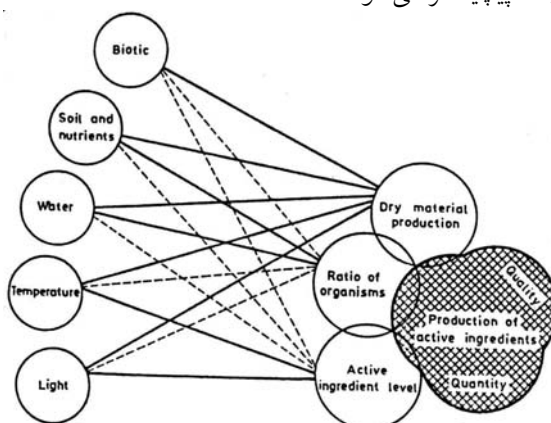 Biotic
Soil and
nutrients
Water
Temperature
Light
Dry material
production
Ratio of
organisms
Active
ingredient level
Quality
Production of
active ingredients
Quantity